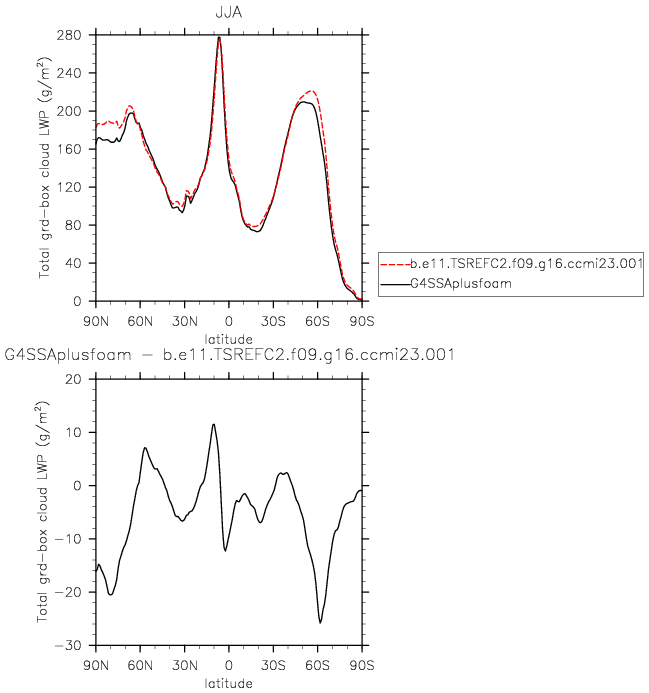 JJA
Total grd-box cloud LWP (g/m²)
280
240
200
160
120
80
40
0
90N 60N 30N 0 30S 60S 90S
latitude
b.e11.TSREFC2.f09.g16.ccmi23.001
G4SSAplusfoam
G4SSAplusfoam - b.e11.TSREFC2.f09.g16.ccmi23.001
Total grd-box cloud LWP (g/m²)
20
10
0
-10
-20
-30
90N 60N 30N 0 30S 60S 90S
latitude